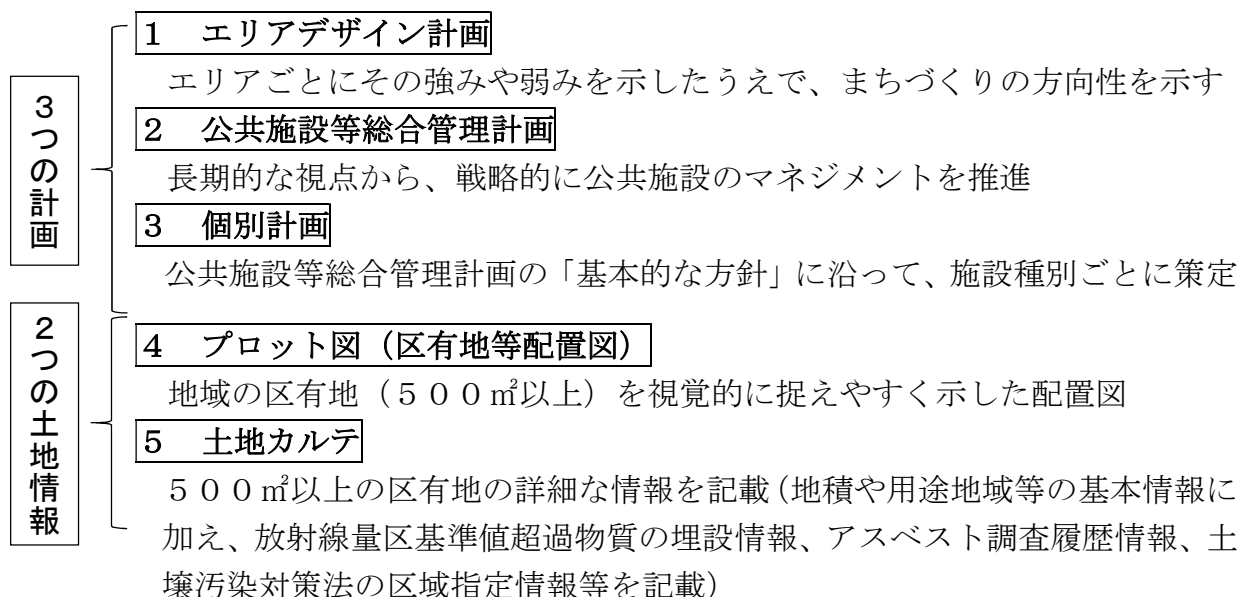 3つの計画
1 エリアデザイン計画
エリアごとにその強みや弱みを示したうえで、まちづくりの方向性を示す
2 公共施設等総合管理計画
長期的な視点から、戦略的に公共施設のマネジメントを推進
3 個別計画
公共施設等総合管理計画の「基本的な方針」に沿って、施設種別ごとに策定
2つの土地情報
4 プロット図（区有地等配置図）
地域の区有地（５００㎡以上）を視覚的に捉えやすく示した配置図
5 土地カルテ
５００㎡以上の区有地の詳細な情報を記載（地積や用途地域等の基本情報に
加え、放射線量区基準値超過物質の埋設情報、アスベスト調査履歴情報、土
壌汚染対策法の区域指定情報等を記載）